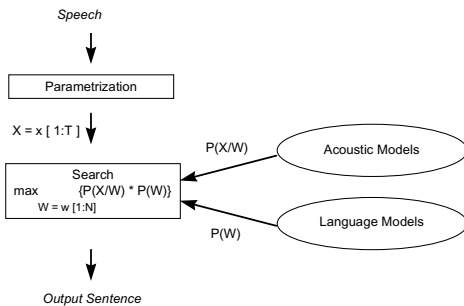 Speech
Parametrization
X = x [ 1:T ]
P(X/W)
Acoustic Models
Search
max {P(X/W) * P(W)}
W = w [1:N]
Language Models
P(W)
Output Sentence